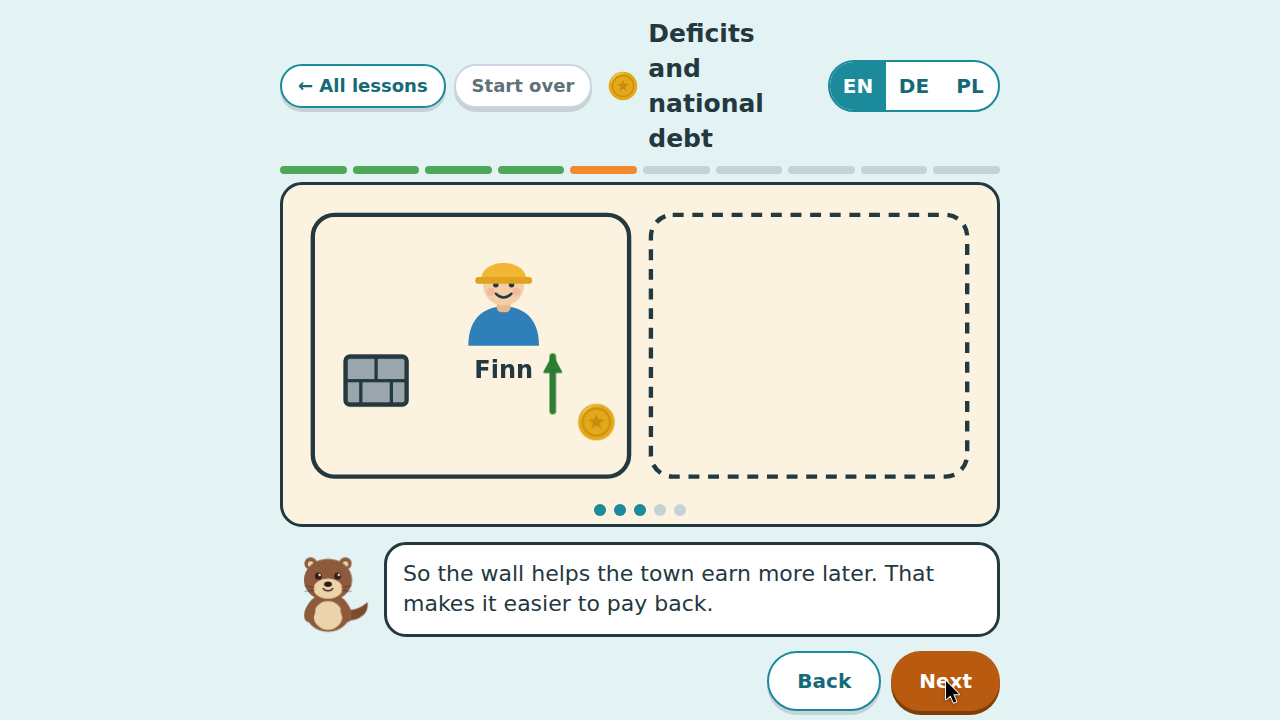 ← All lessons
Start over
Deficits
and
national
debt
EN DE PL
Finn
So the wall helps the town earn more later. That
makes it easier to pay back.
Back
Next